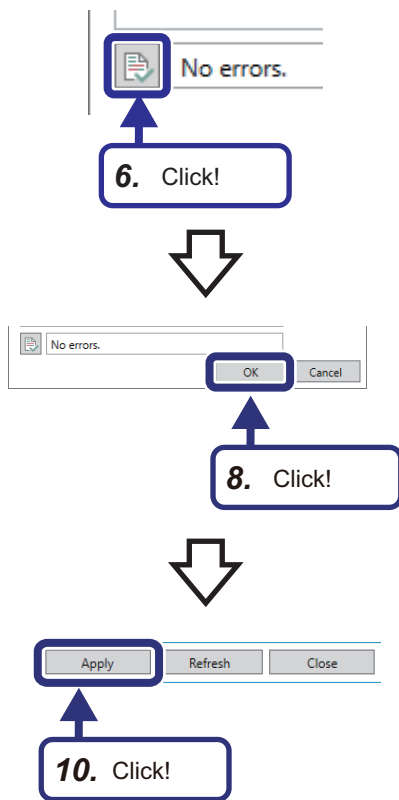 No errors.
6. Click!
No errors.
OK Cancel
8. Click!
Apply Refresh Close
10. Click!